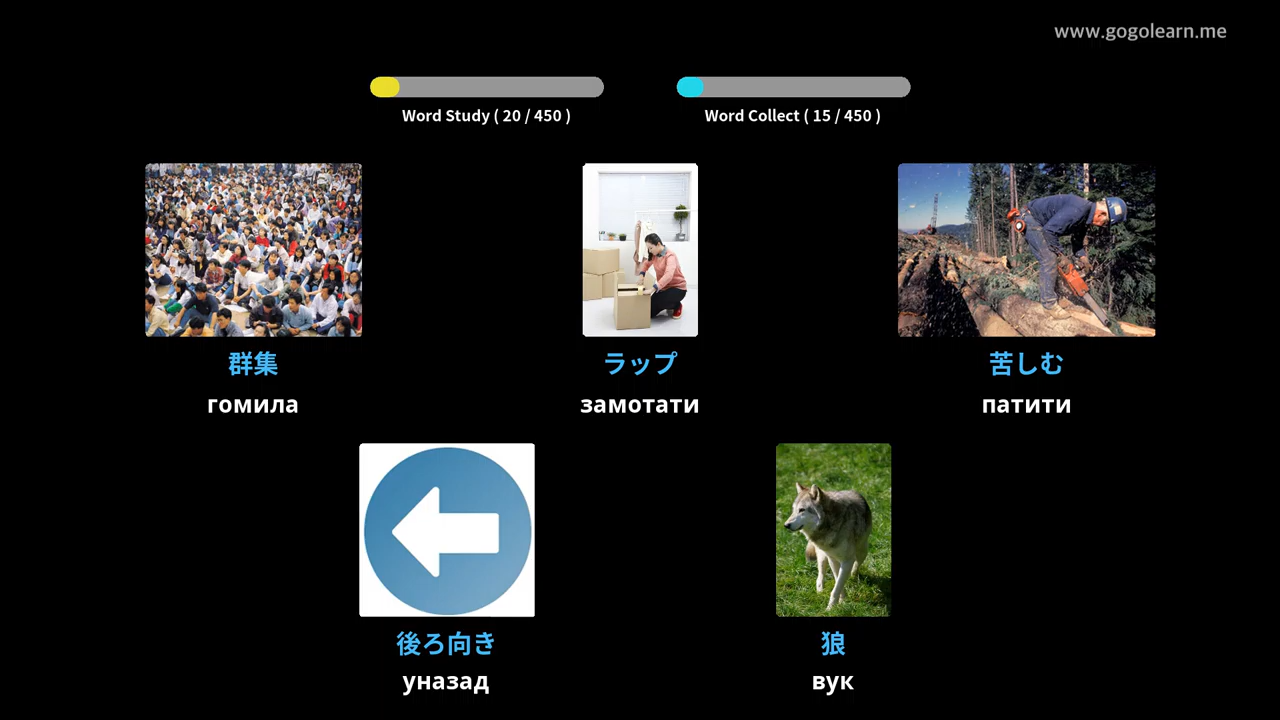 www.gogolearn.me
Word Study ( 20 / 450 )
Word Collect ( 15 / 450 )
群集
ラップ
苦しむ
гомила
замотати
патити
後ろ向き
狼
уназад
вук